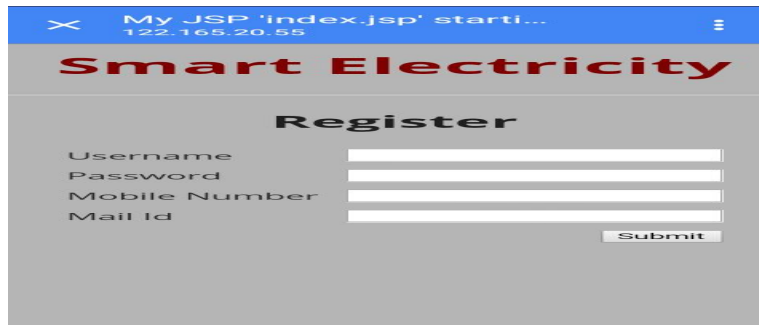 My JSP 'index.jsp' starti...
122.165.20.55
Smart Electricity
Register
Username
Password
Mobile Number
Mail Id
Submit